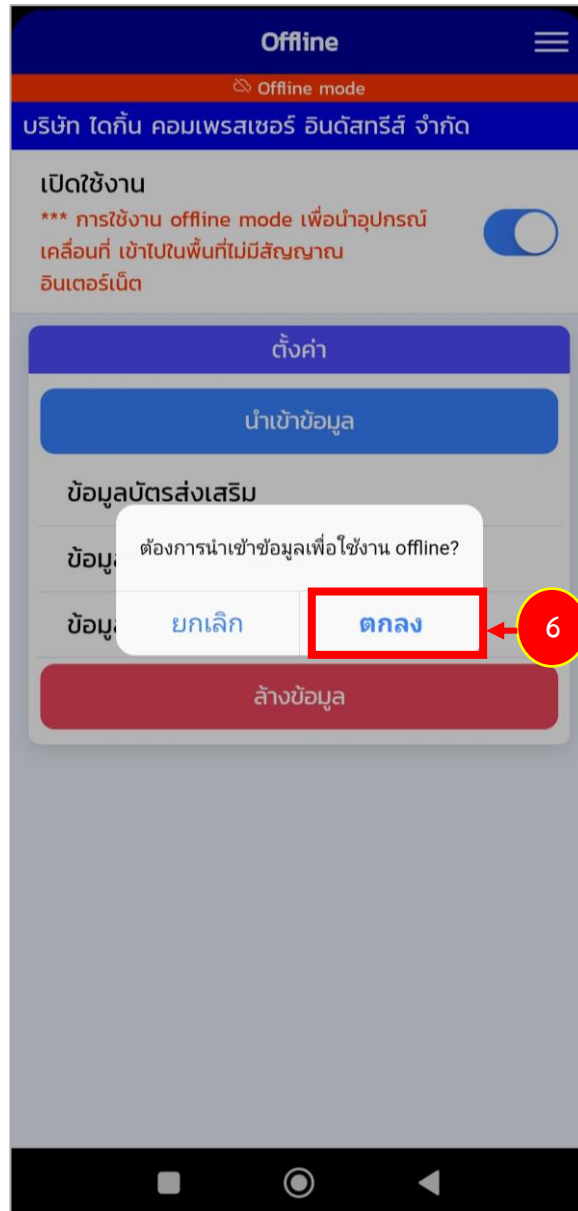 Offline
Offline mode
บริษัท ไดกิ้น คอมเพรสเซอร์ อินดัสทรีส์ จำกัด
เปิดใช้งาน
*** การใช้งาน offline mode เพื่อนำอุปกรณ์
เคลื่อนที่ เข้าไปในพื้นที่ไม่มีสัญญาณ
อินเตอร์เน็ต
ตั้งค่า
นำเข้าข้อมูล
ข้อมูลบัตรส่งเสริม
ต้องการนำเข้าข้อมูลเพื่อใช้งาน offline?
ยกเลิก ตกลง 6
ล้างข้อมูล